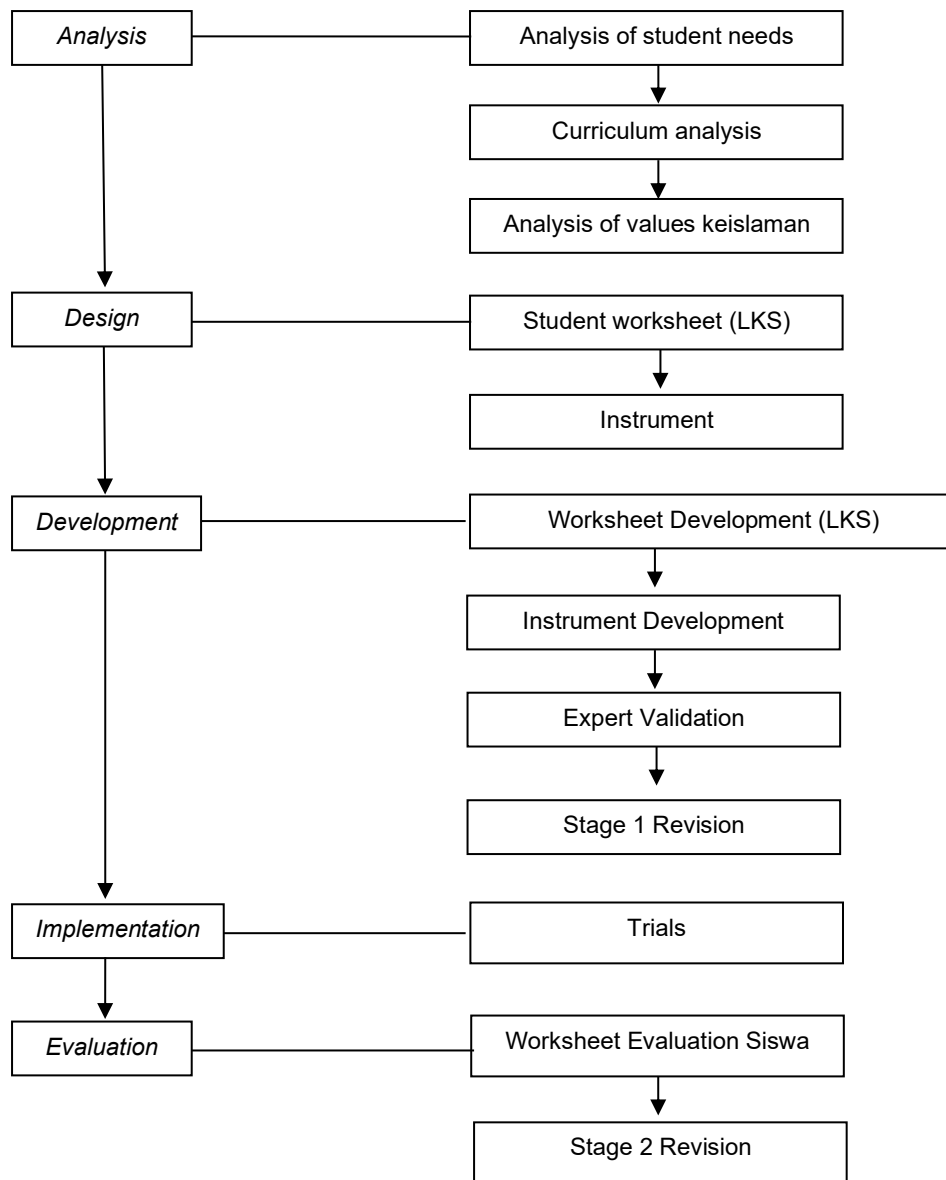 Analysis
Analysis of student needs
Curriculum analysis
Analysis of values keislaman
Design
Student worksheet (LKS)
Instrument
Development
Worksheet Development (LKS)
Instrument Development
Expert Validation
Stage 1 Revision
Implementation
Trials
Evaluation
Worksheet Evaluation Siswa
Stage 2 Revision